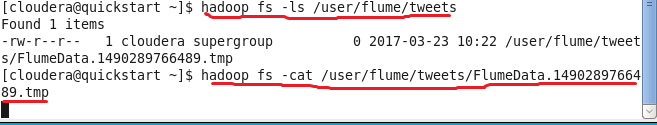 [cloudera@quickstart ~]$ hadoop fs -ls /user/flume/tweets
Found 1 items
-rw-r--r--   1 cloudera supergroup          0 2017-03-23 10:22 /user/flume/tweet
s/FlumeData.1490289766489.tmp
[cloudera@quickstart ~]$ hadoop fs -cat /user/flume/tweets/FlumeData.14902897664
89.tmp